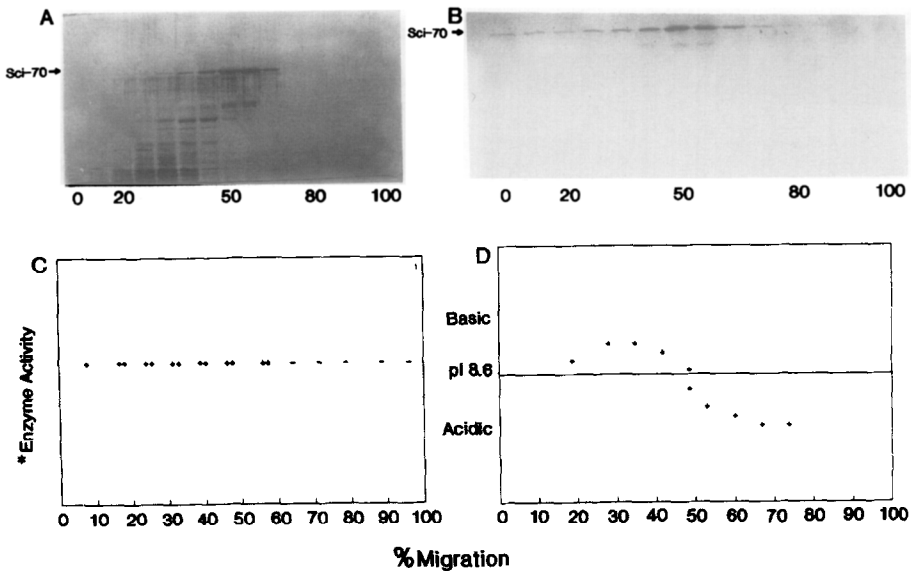 A
Sci-70
0 20 50 80 100
B
Sci-70
0 20 50 80 100
C
*Enzyme Activity
0 10 20 30 40 50 60 70 80 90 100
D
Basic
pI 8.6
Acidic
0 10 20 30 40 50 60 70 80 90 100
%Migration